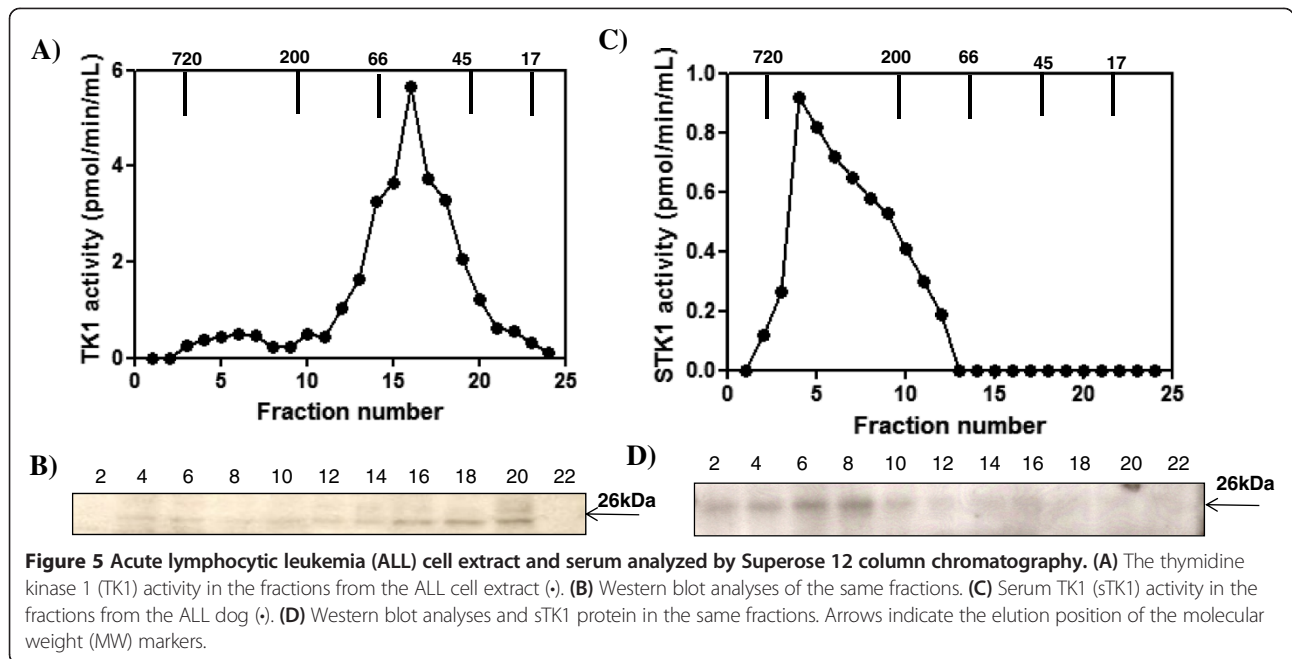 A)
720 200 66 45 17
6
4
2
0
TK1 activity (pmol/min/mL)
0 5 10 15 20 25
Fraction number
B)
2 4 6 8 10 12 14 16 18 20 22
26kDa
C)
720 200 66 45 17
1.0
0.8
0.6
0.4
0.2
0.0
STK1 activity (pmol/min/mL)
0 5 10 15 20 25
Fraction number
D)
2 4 6 8 10 12 14 16 18 20 22
26kDa
Figure 5 Acute lymphocytic leukemia (ALL) cell extract and serum analyzed by Superose 12 column chromatography. (A) The thymidine
kinase 1 (TK1) activity in the fractions from the ALL cell extract (•). (B) Western blot analyses of the same fractions. (C) Serum TK1 (sTK1) activity in the
fractions from the ALL dog (•). (D) Western blot analyses and sTK1 protein in the same fractions. Arrows indicate the elution position of the molecular
weight (MW) markers.